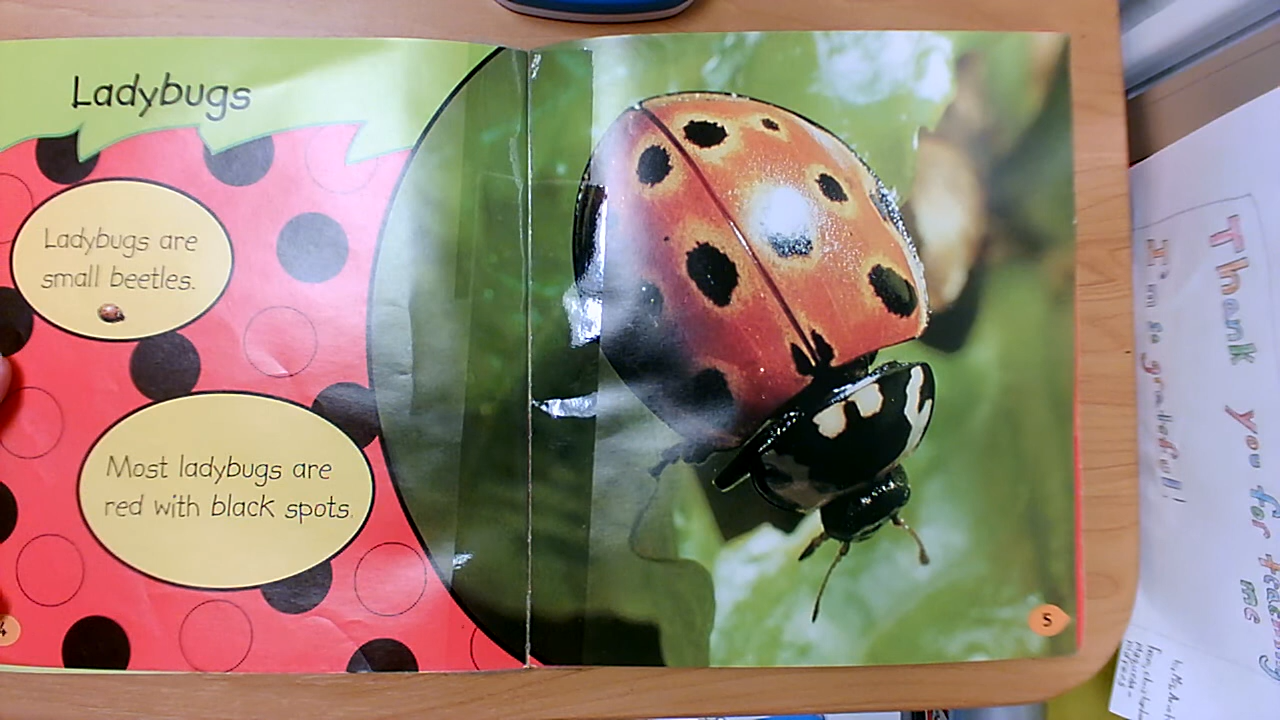 Ladybugs
Ladybugs are
small beetles.
Most ladybugs are
red with black spots.
4
5
Thank you for teaching
me
I'm so grateful!